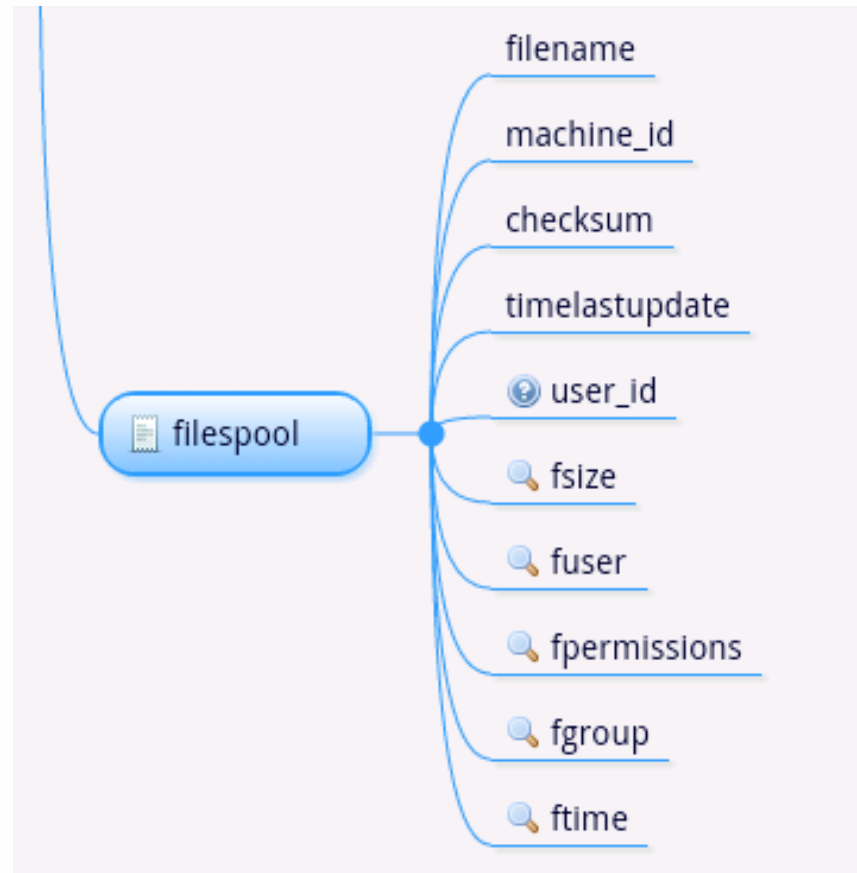 filename
machine_id
checksum
timelastupdate
filespool
user_id
fsize
fuser
fpermissions
fgroup
ftime